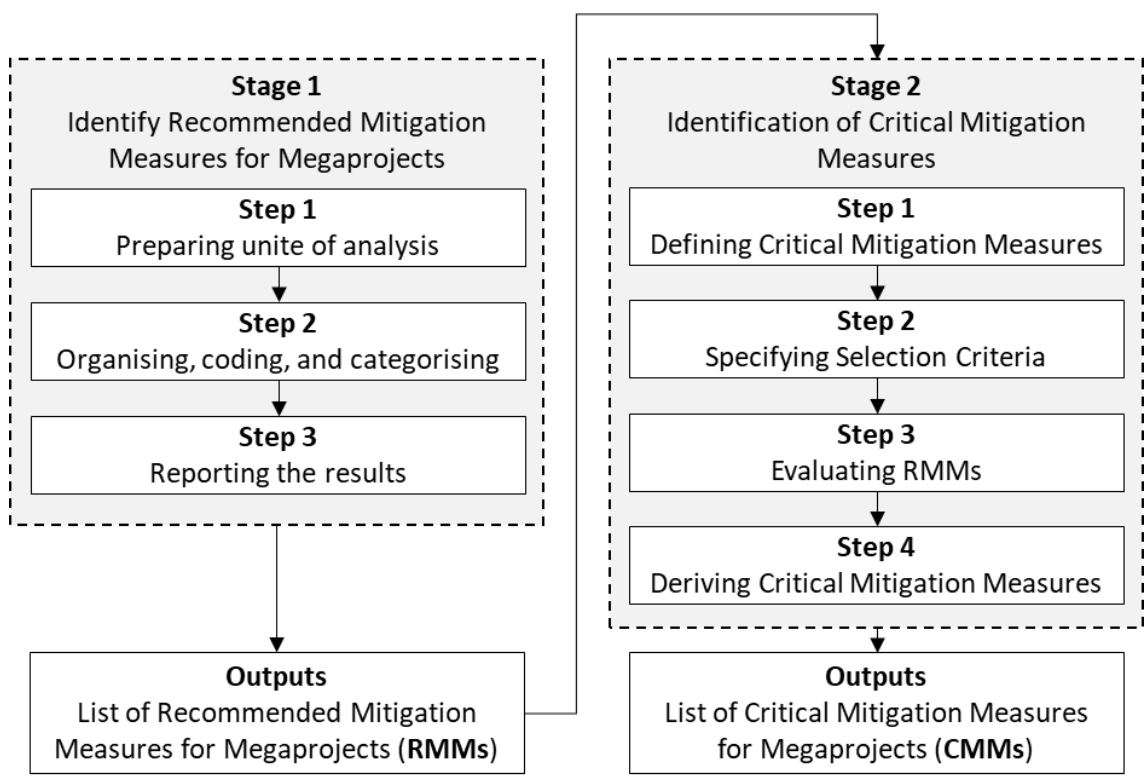 Stage 1
Identify Recommended Mitigation
Measures for Megaprojects
Step 1
Preparing unite of analysis
Step 2
Organising, coding, and categorising
Step 3
Reporting the results
Outputs
List of Recommended Mitigation
Measures for Megaprojects (RMMs)
Stage 2
Identification of Critical Mitigation
Measures
Step 1
Defining Critical Mitigation Measures
Step 2
Specifying Selection Criteria
Step 3
Evaluating RMMs
Step 4
Deriving Critical Mitigation Measures
Outputs
List of Critical Mitigation Measures
for Megaprojects (CMMs)